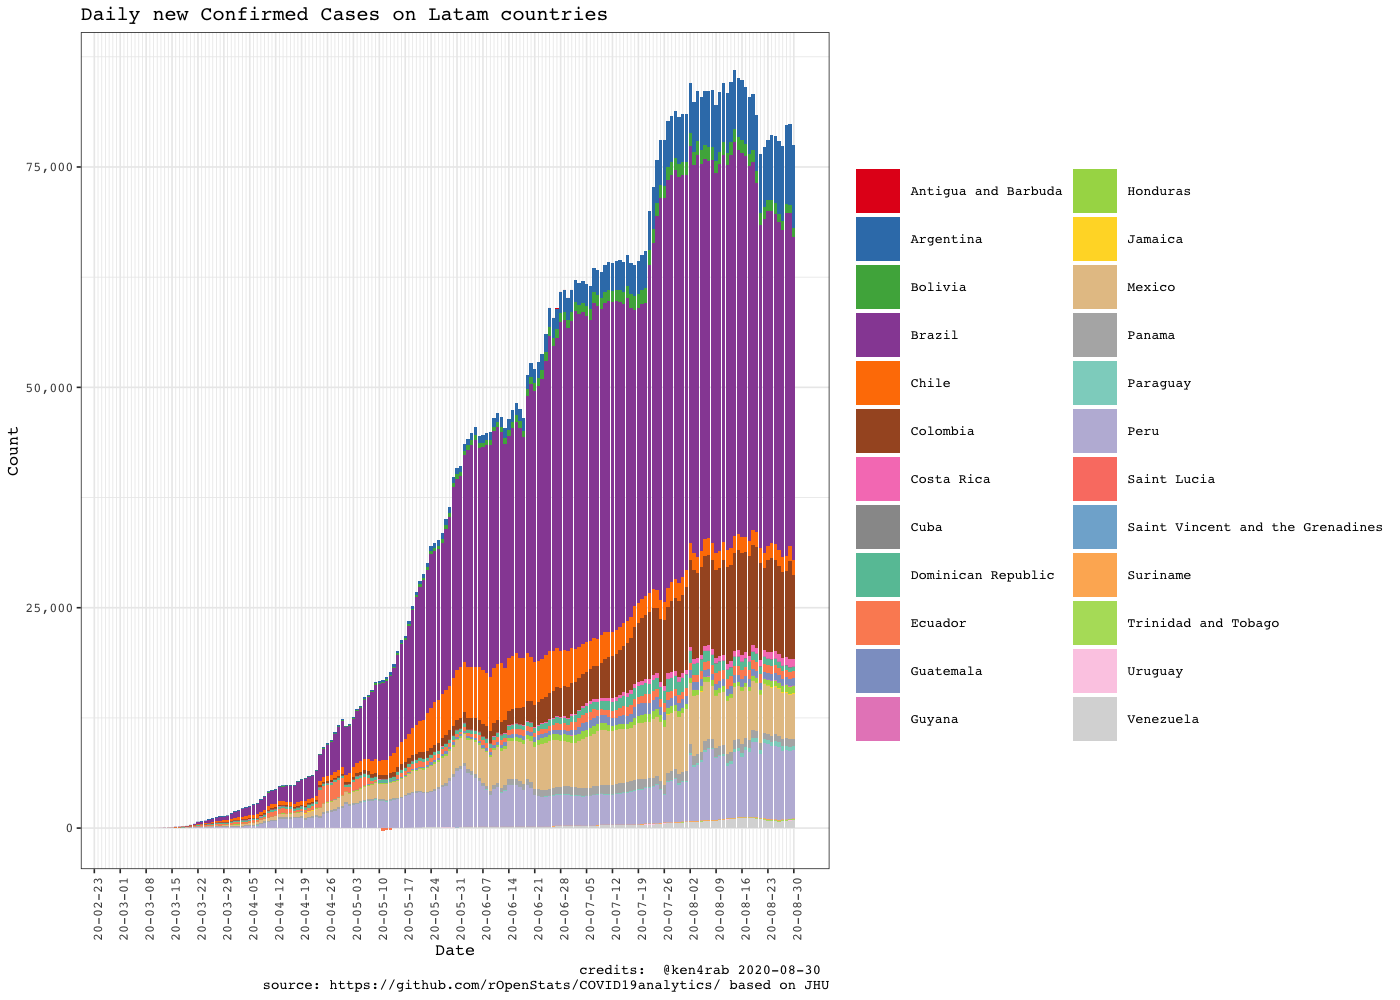 Daily new Confirmed Cases on Latam countries
Count
75,000
50,000
25,000
0
20-02-23
20-03-01
20-03-08
20-03-15
20-03-22
20-03-29
20-04-05
20-04-12
20-04-19
20-04-26
20-05-03
20-05-10
20-05-17
20-05-24
20-05-31
20-06-07
20-06-14
20-06-21
20-06-28
20-07-05
20-07-12
20-07-19
20-07-26
20-08-02
20-08-09
20-08-16
20-08-23
20-08-30
Date
Antigua and Barbuda
Argentina
Bolivia
Brazil
Chile
Colombia
Costa Rica
Cuba
Dominican Republic
Ecuador
Guatemala
Guyana
Honduras
Jamaica
Mexico
Panama
Paraguay
Peru
Saint Lucia
Saint Vincent and the Grenadines
Suriname
Trinidad and Tobago
Uruguay
Venezuela
credits:  @ken4rab 2020-08-30
source: https://github.com/rOpenStats/COVID19analytics/ based on JHU